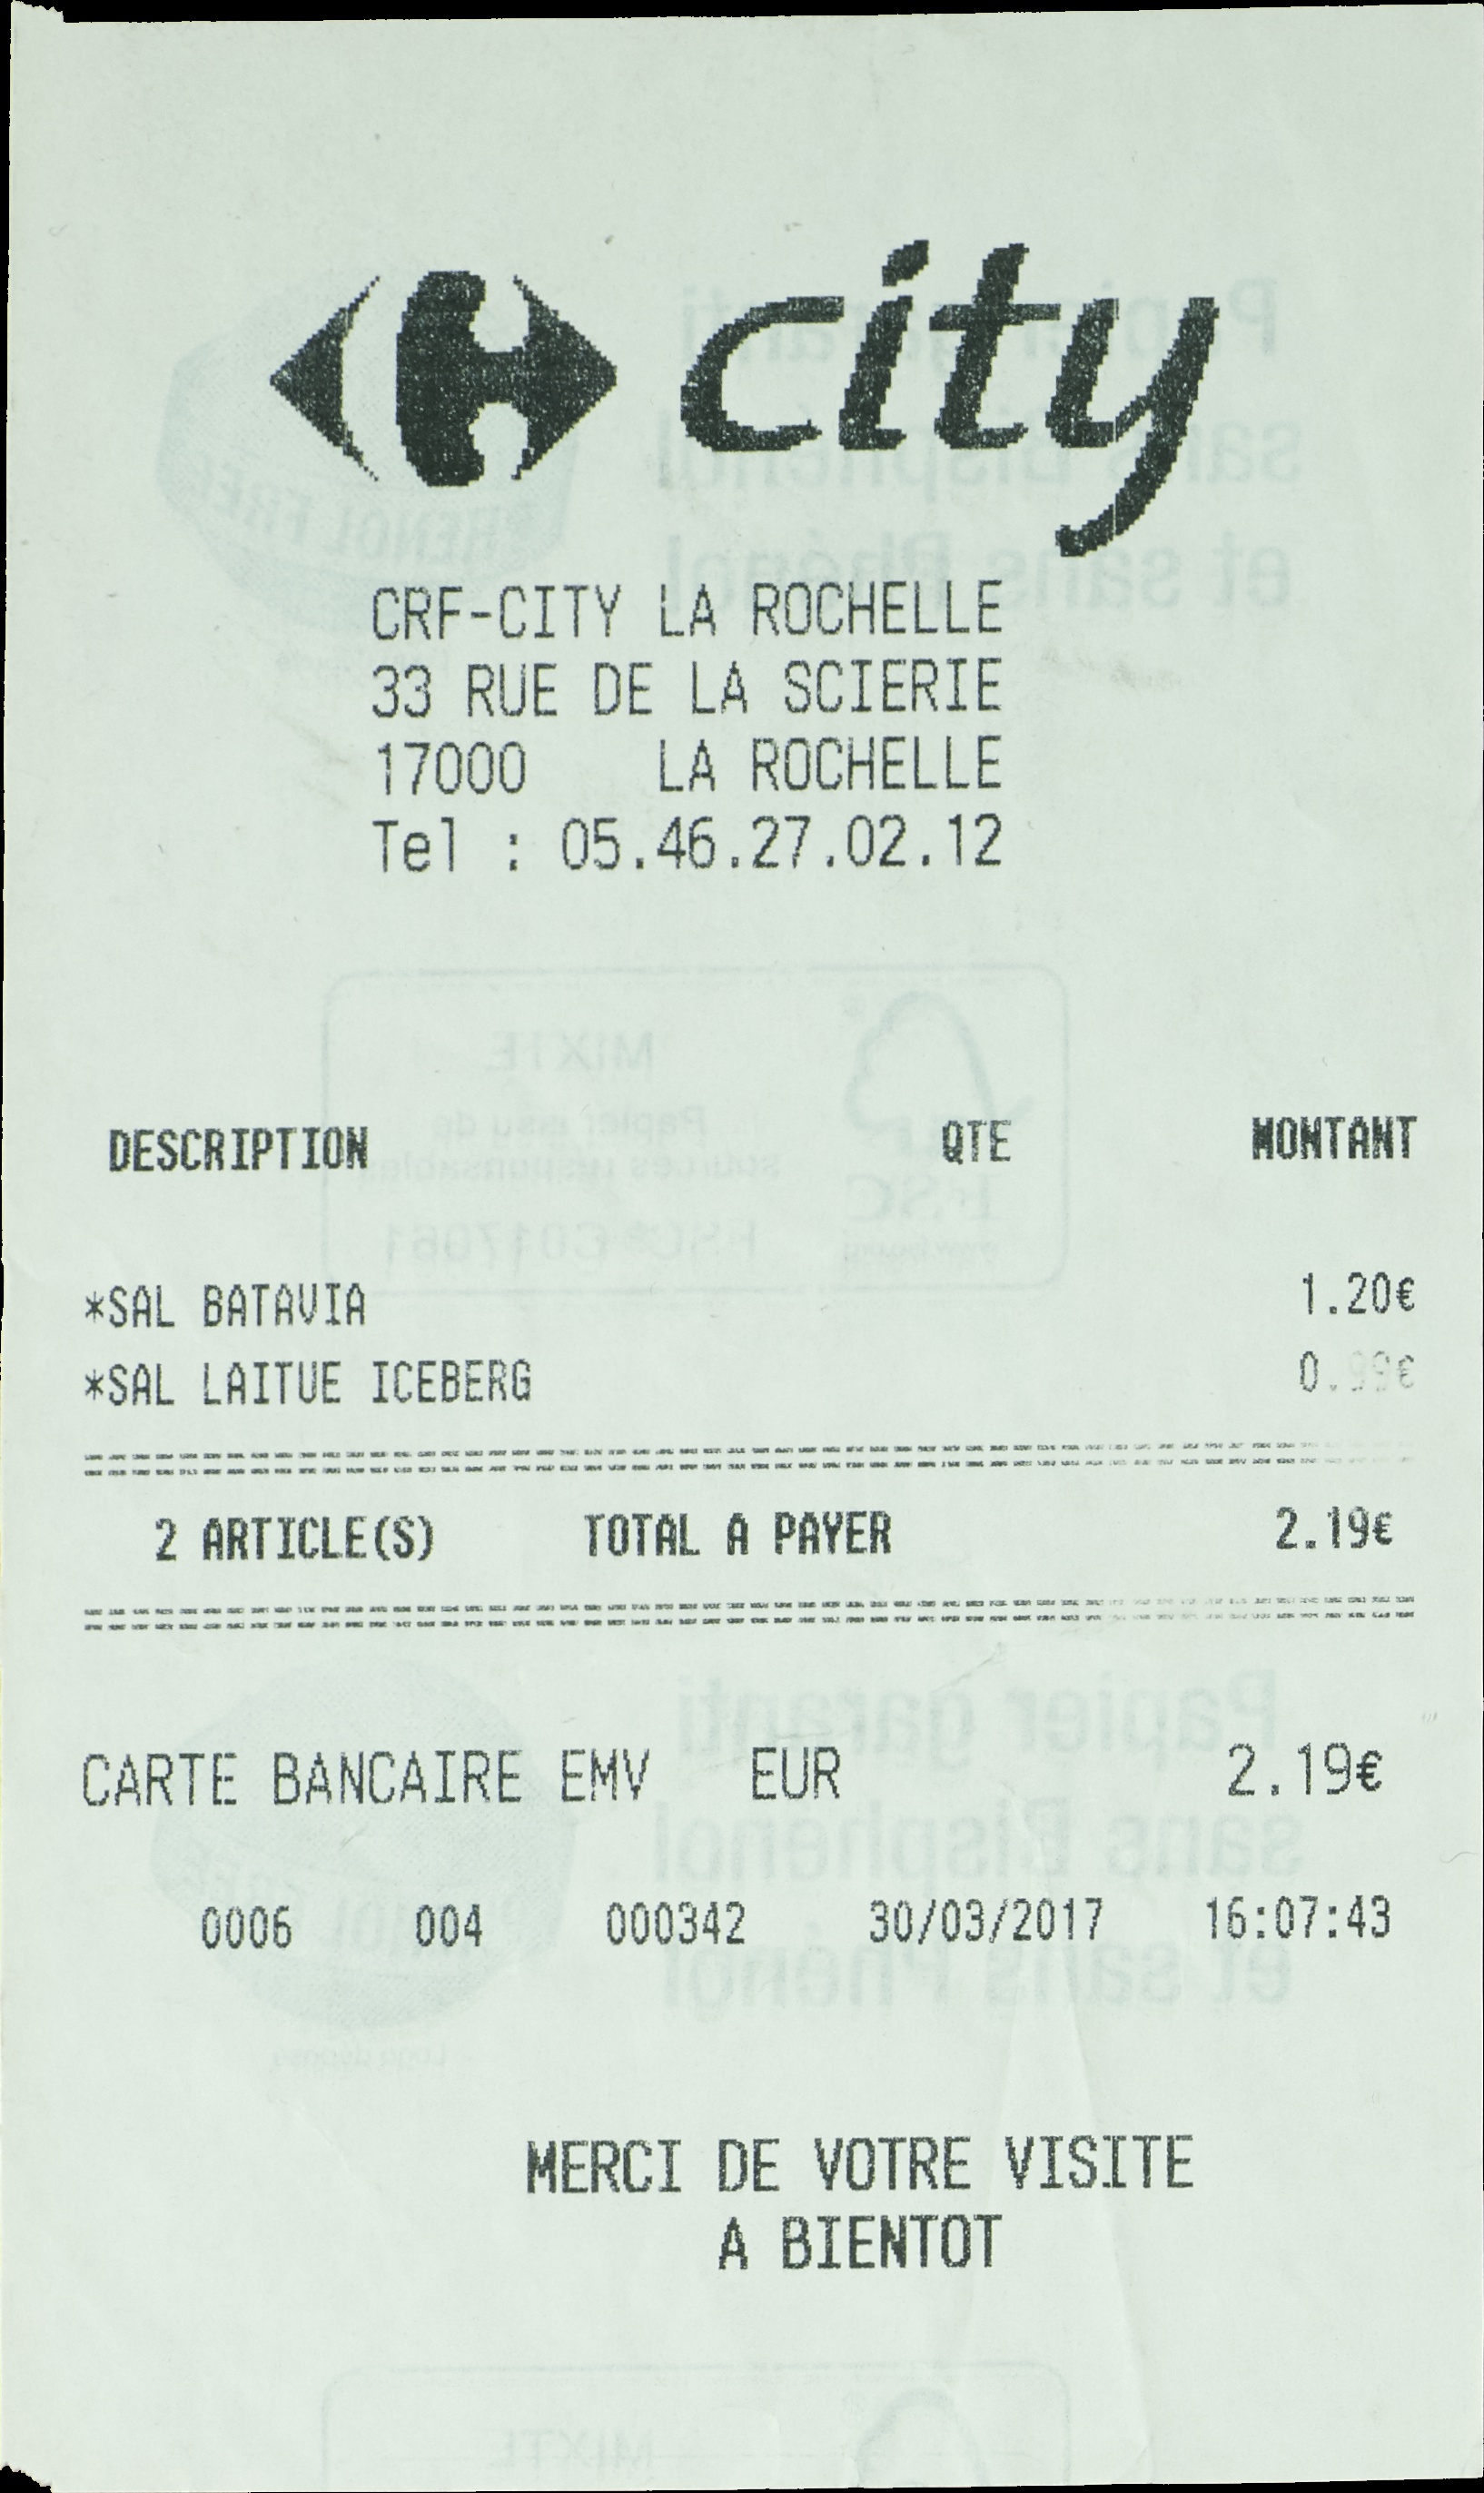 city
CRF-CITY LA ROCHELLE
33 RUE DE LA SCIERIE
17000 LA ROCHELLE
Tel : 05.46.27.02.12
DESCRIPTION QTE MONTANT
*SAL BATAVIA 1.20€
*SAL LAITUE ICEBERG 0.99€
2 ARTICLE(S) TOTAL A PAYER 2.19€
CARTE BANCAIRE EMV EUR 2.19€
0006 004 000342 30/03/2017 16:07:43
MERCI DE VOTRE VISITE
A BIENTOT